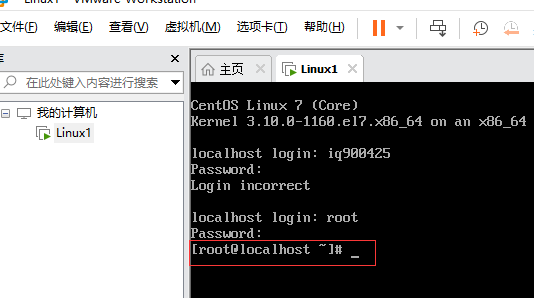 Linux1 - VMware Workstation
文件(F) 编辑(E) 查看(V) 虚拟机(M) 选项卡(T) 帮助(H)
库
在此处键入内容进行搜索
我的计算机
Linux1
主页
Linux1
CentOS Linux 7 (Core)
Kernel 3.10.0-1160.el7.x86_64 on an x86_64
localhost login: iq900425
Password:
Login incorrect
localhost login: root
Password:
[root@localhost ~]# _